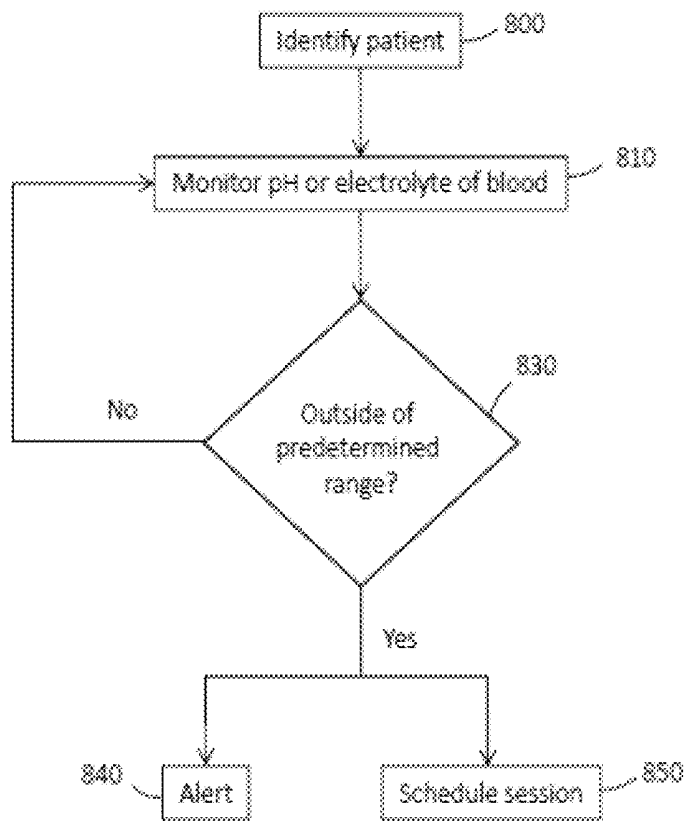 Identify patient
800
Monitor pH or electrolyte of blood
810
830
Outside of
predetermined
range?
No
Yes
840
Alert
Schedule session
850